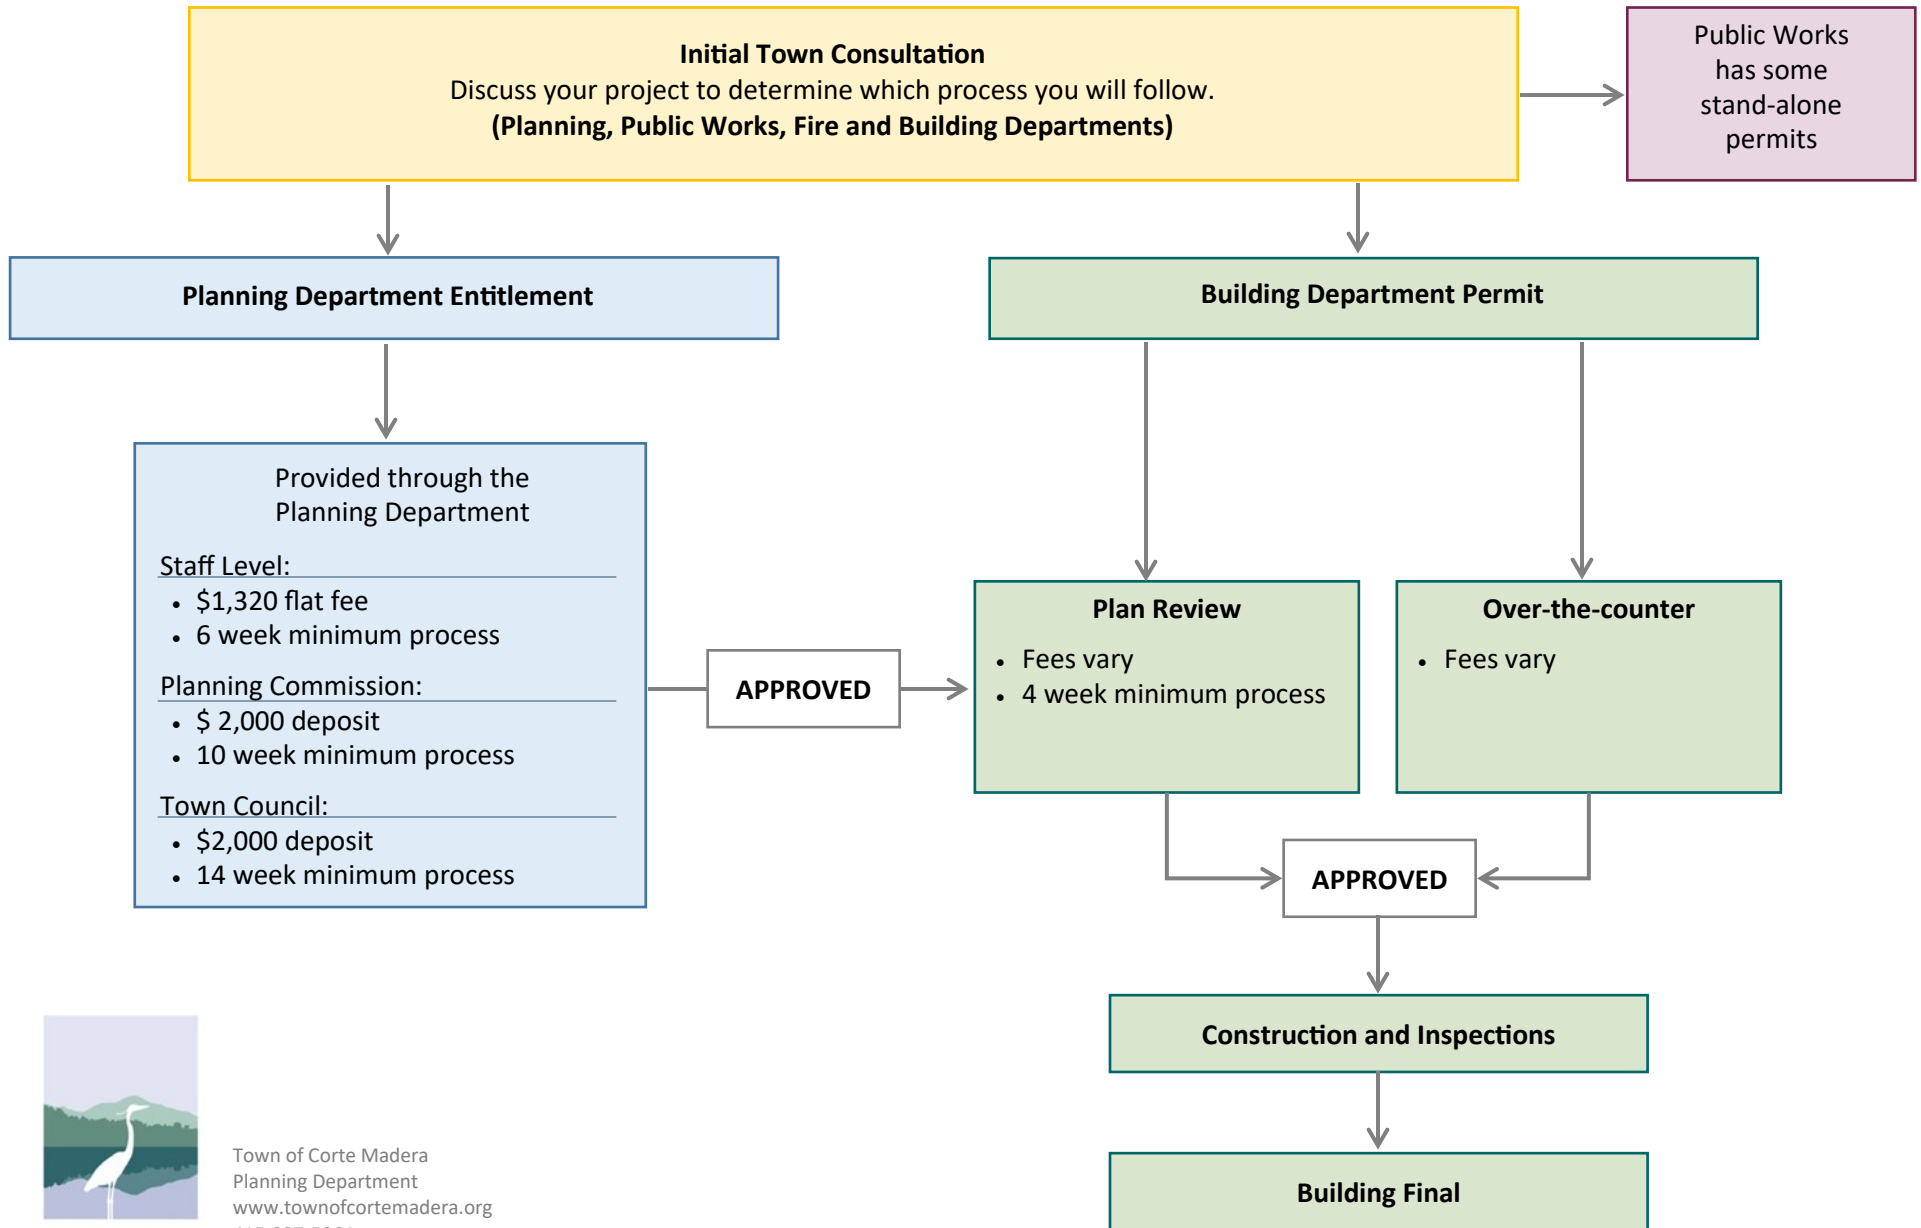 Initial Town Consultation
Discuss your project to determine which process you will follow.
(Planning, Public Works, Fire and Building Departments)
Public Works
has some
stand-alone
permits
Planning Department Entitlement
Building Department Permit
Provided through the
Planning Department
Staff Level:
• $1,320 flat fee
• 6 week minimum process
Planning Commission:
• $ 2,000 deposit
• 10 week minimum process
Town Council:
• $2,000 deposit
• 14 week minimum process
APPROVED
Plan Review
• Fees vary
• 4 week minimum process
Over-the-counter
• Fees vary
APPROVED
Construction and Inspections
Building Final
Town of Corte Madera
Planning Department
www.townofcortemadera.org